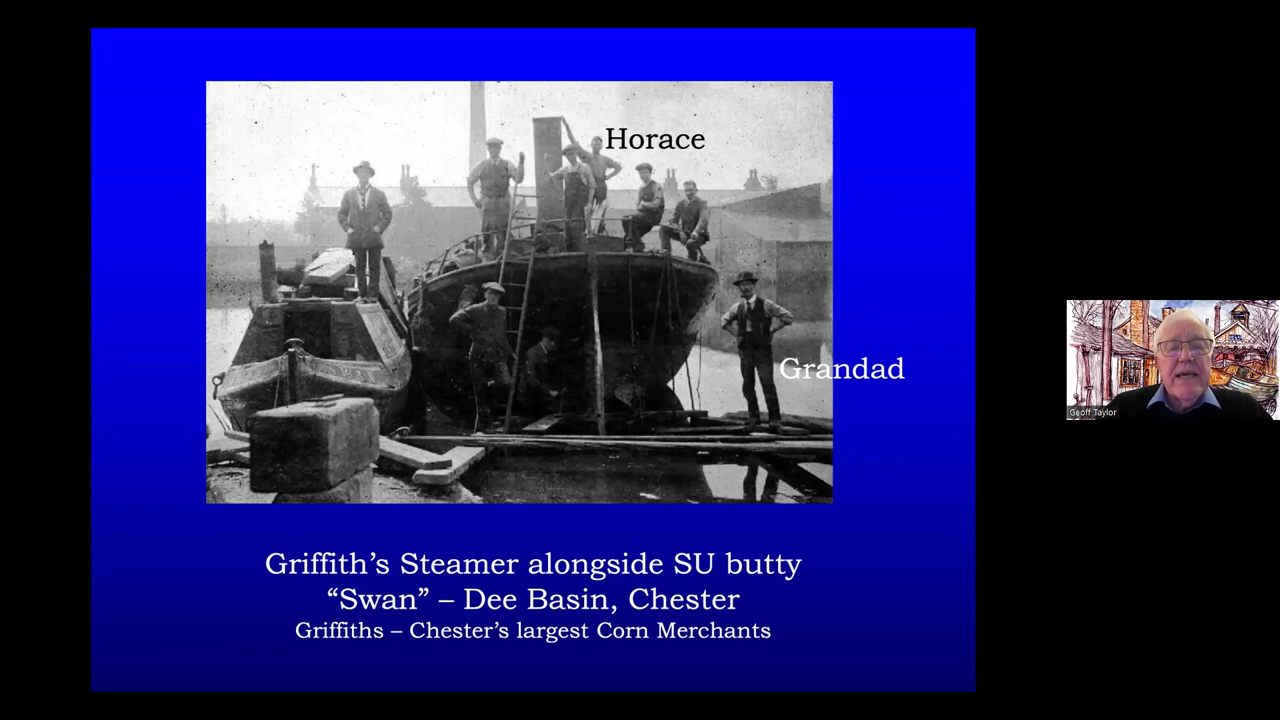 Horace
Grandad
Griffith’s Steamer alongside SU butty
“Swan” – Dee Basin, Chester
Griffiths – Chester’s largest Corn Merchants
Geoff Taylor